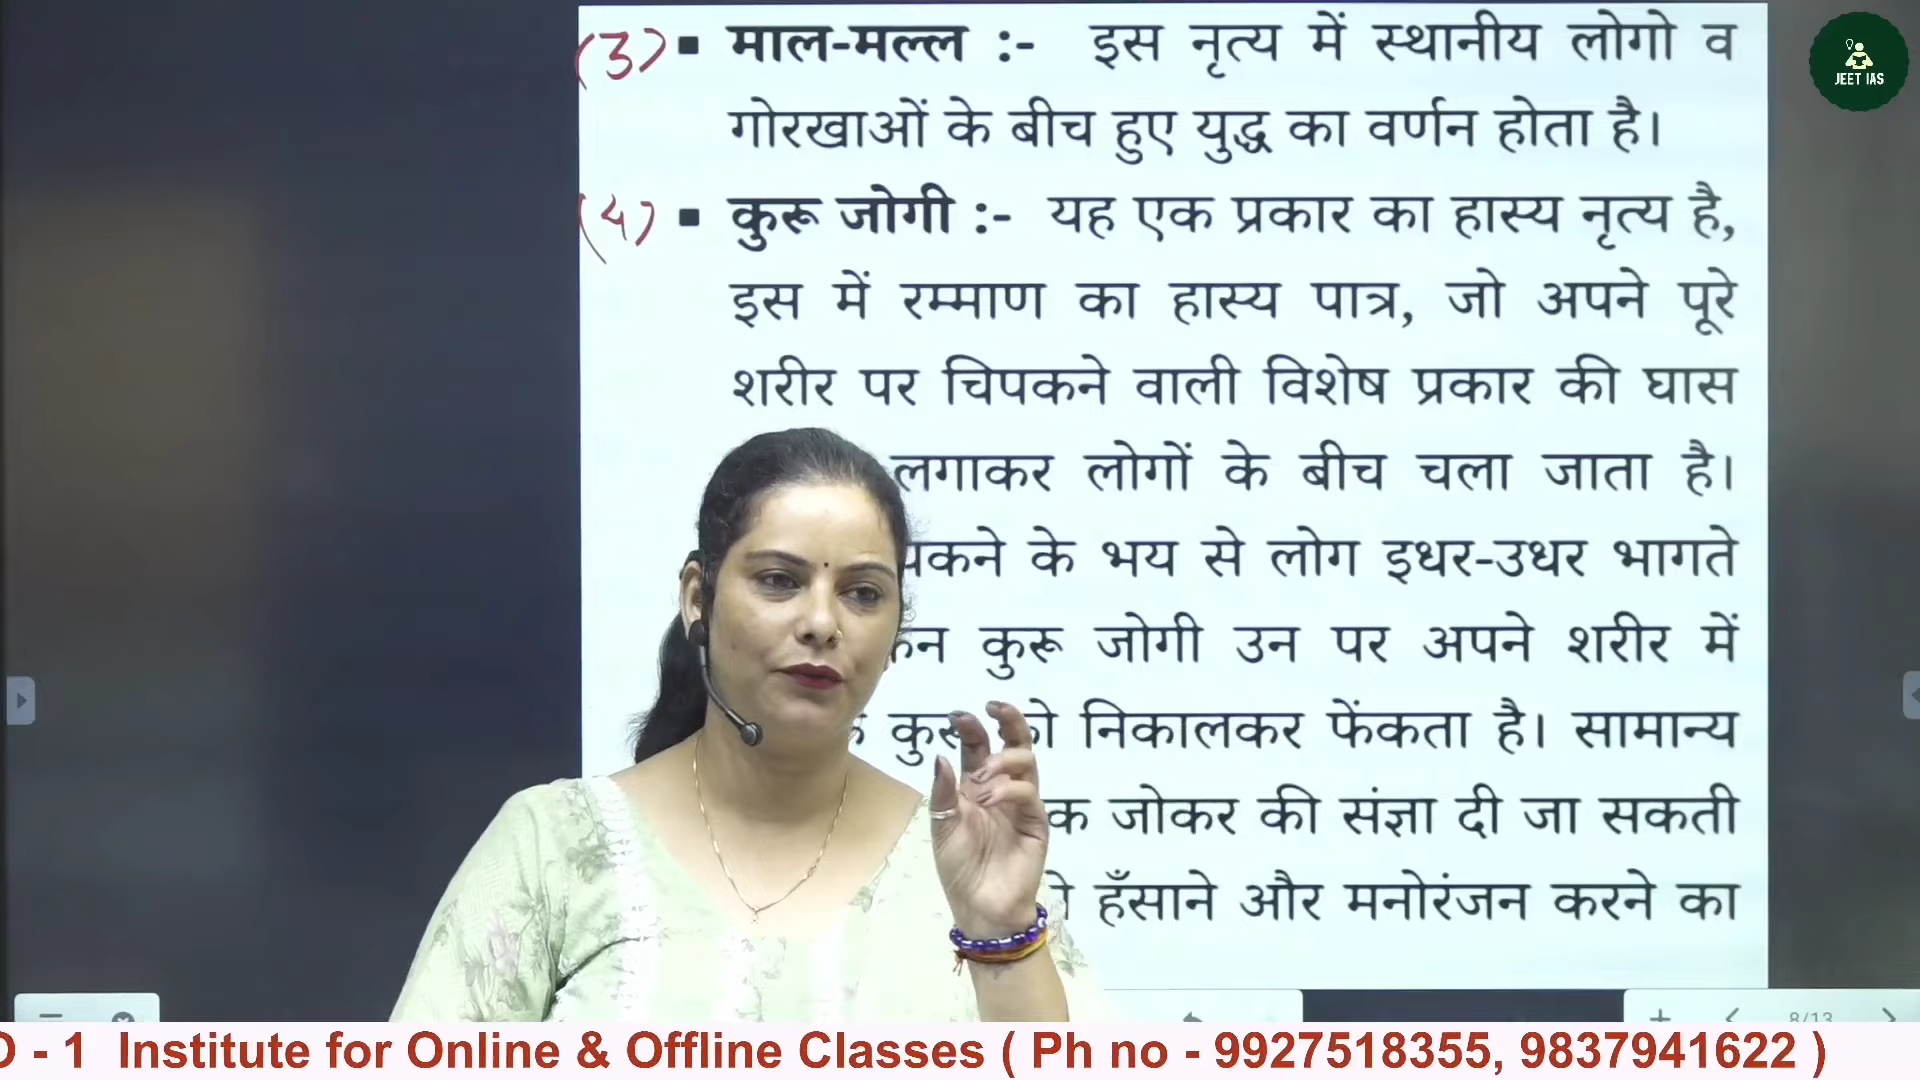 (3) ▪ माल-मल्ल :- इस नृत्य में स्थानीय लोगो व
गोरखाओं के बीच हुए युद्ध का वर्णन होता है।
(4) ▪ कुरू जोगी :- यह एक प्रकार का हास्य नृत्य है,
इस में रम्माण का हास्य पात्र, जो अपने पूरे
शरीर पर चिपकने वाली विशेष प्रकार की घास
लगाकर लोगों के बीच चला जाता है।
के भय से लोग इधर-उधर भागते
कुरू जोगी उन पर अपने शरीर में
निकालकर फेंकता है। सामान्य
जोकर की संज्ञा दी जा सकती
हँसाने और मनोरंजन करने का
JEET IAS
8/13
- 1 Institute for Online & Offline Classes ( Ph no - 9927518355, 9837941622 )